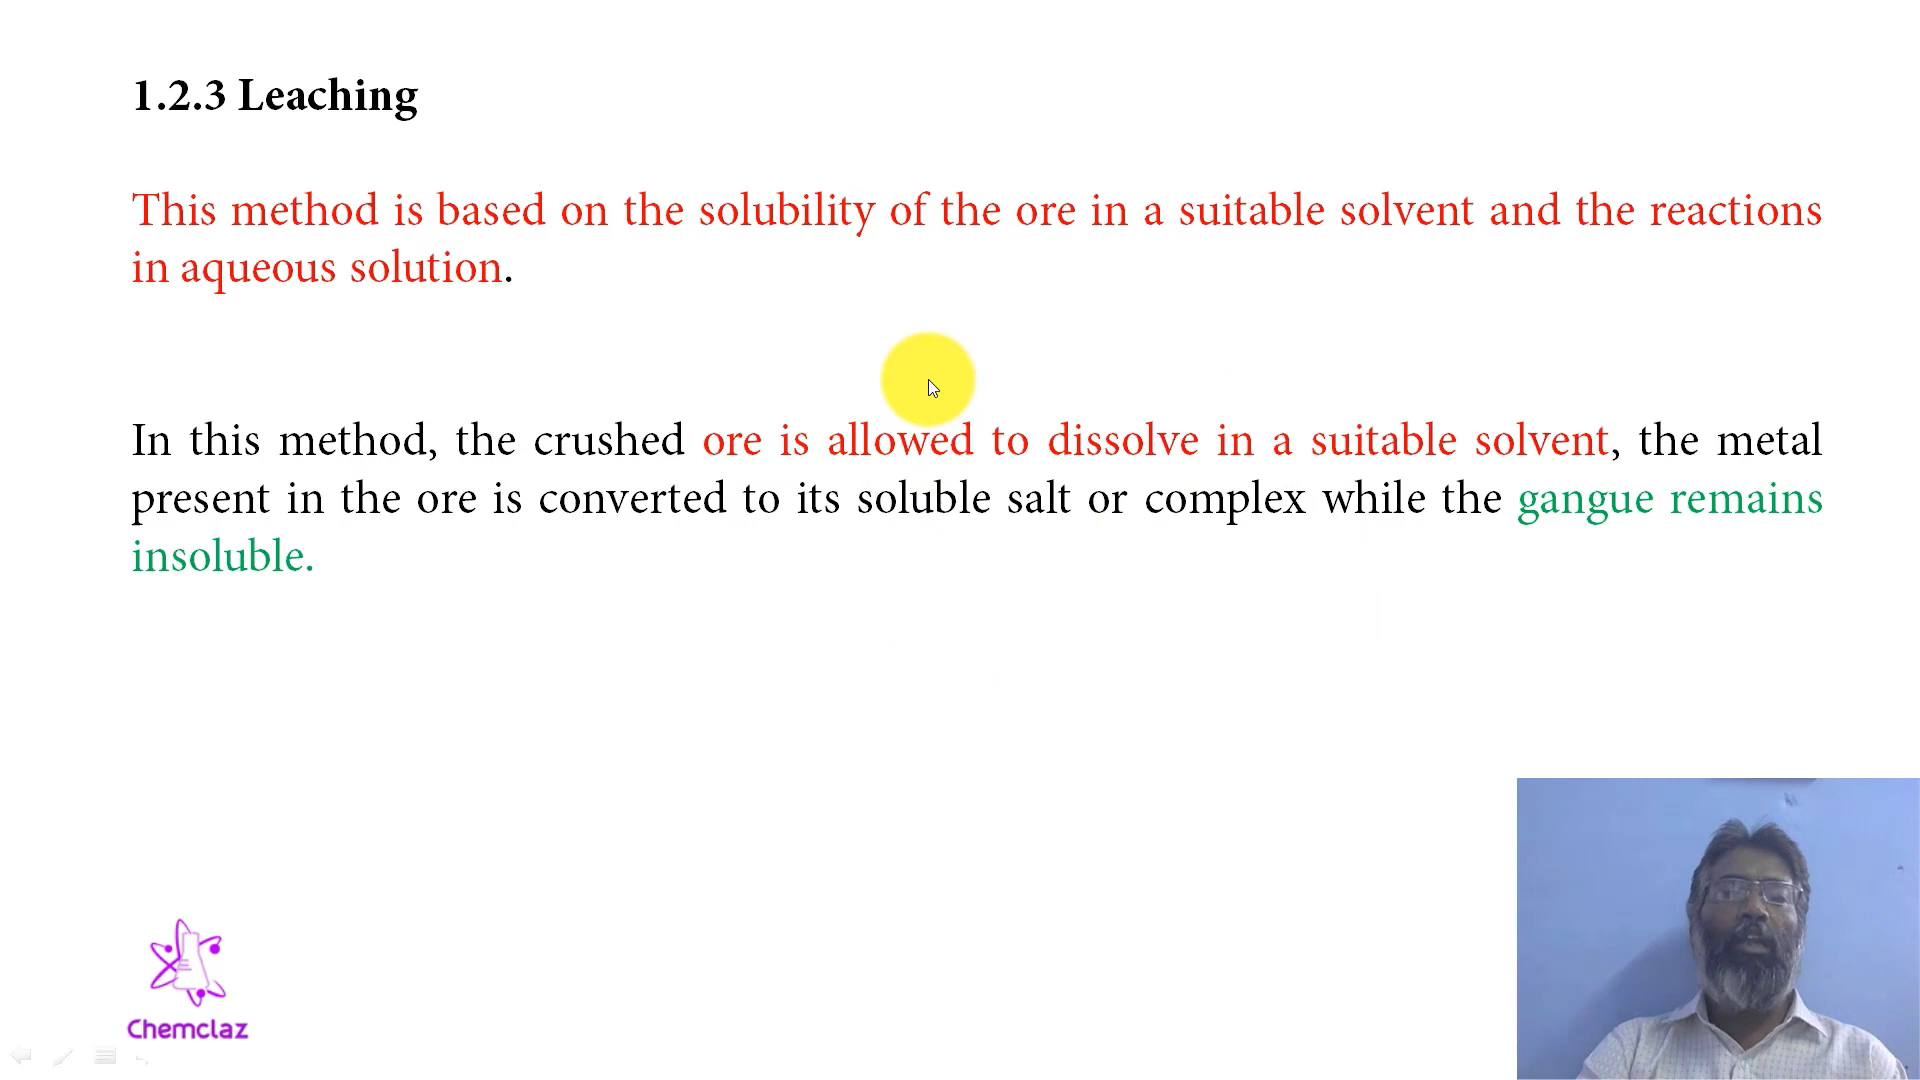 1.2.3 Leaching
This method is based on the solubility of the ore in a suitable solvent and the reactions
in aqueous solution.
In this method, the crushed ore is allowed to dissolve in a suitable solvent, the metal
present in the ore is converted to its soluble salt or complex while the gangue remains
insoluble.
Chemclaz